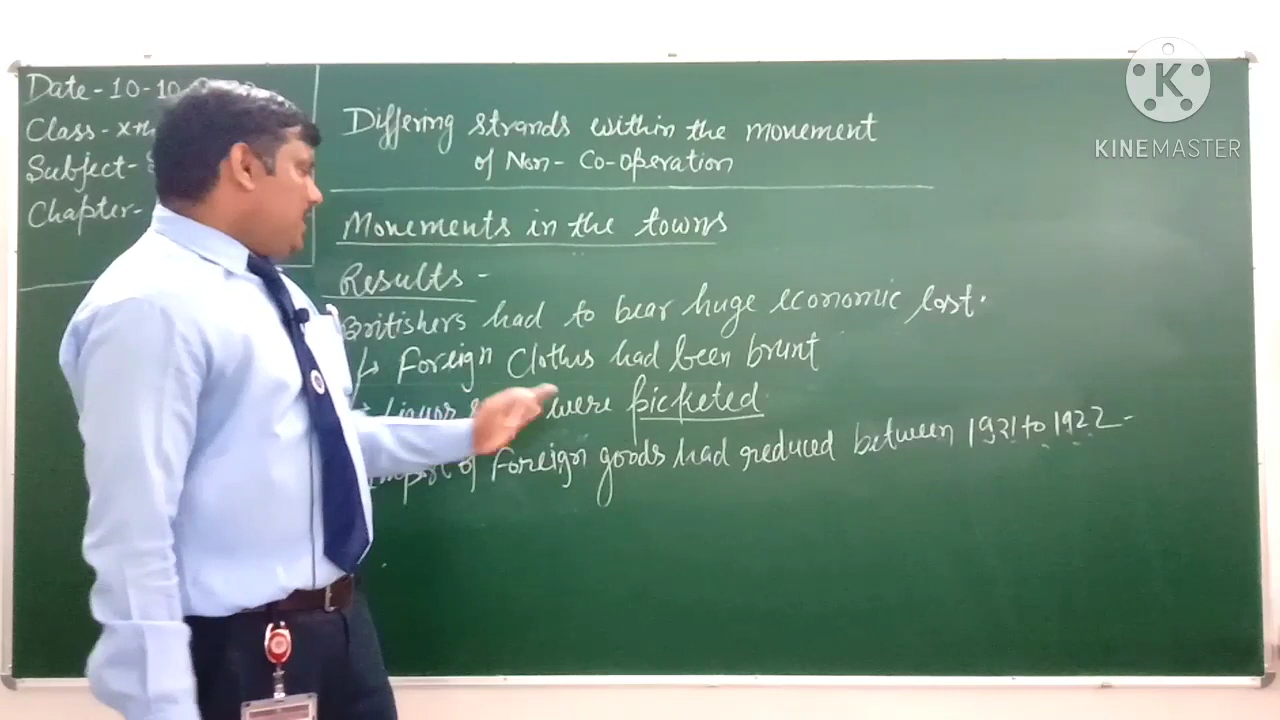 Date - 10-10-
Class - Xth
Subject -
Chapter -
Differing strands within the movement
of Non-Co-operation
Movements in the towns
Results -
Britishers had to bear huge economic lost.
↳ Foreign Clothes had been brunt
Liquor were picketed
Import of Foreign goods had reduced between 1921 to 1922 -
K
KINEMASTER